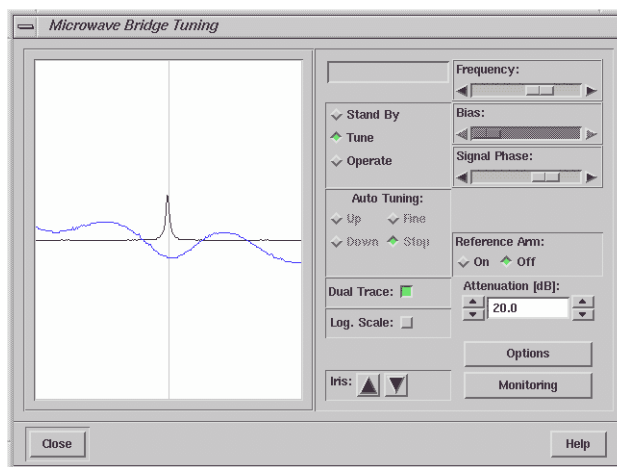 Microwave Bridge Tuning
Frequency:
Stand By
Tune
Operate
Bias:
Signal Phase:
Auto Tuning:
Up Fine
Down Stop
Reference Arm:
On Off
Dual Trace:
Attenuation [dB]:
20.0
Log. Scale:
Options
Iris:
Monitoring
Close
Help